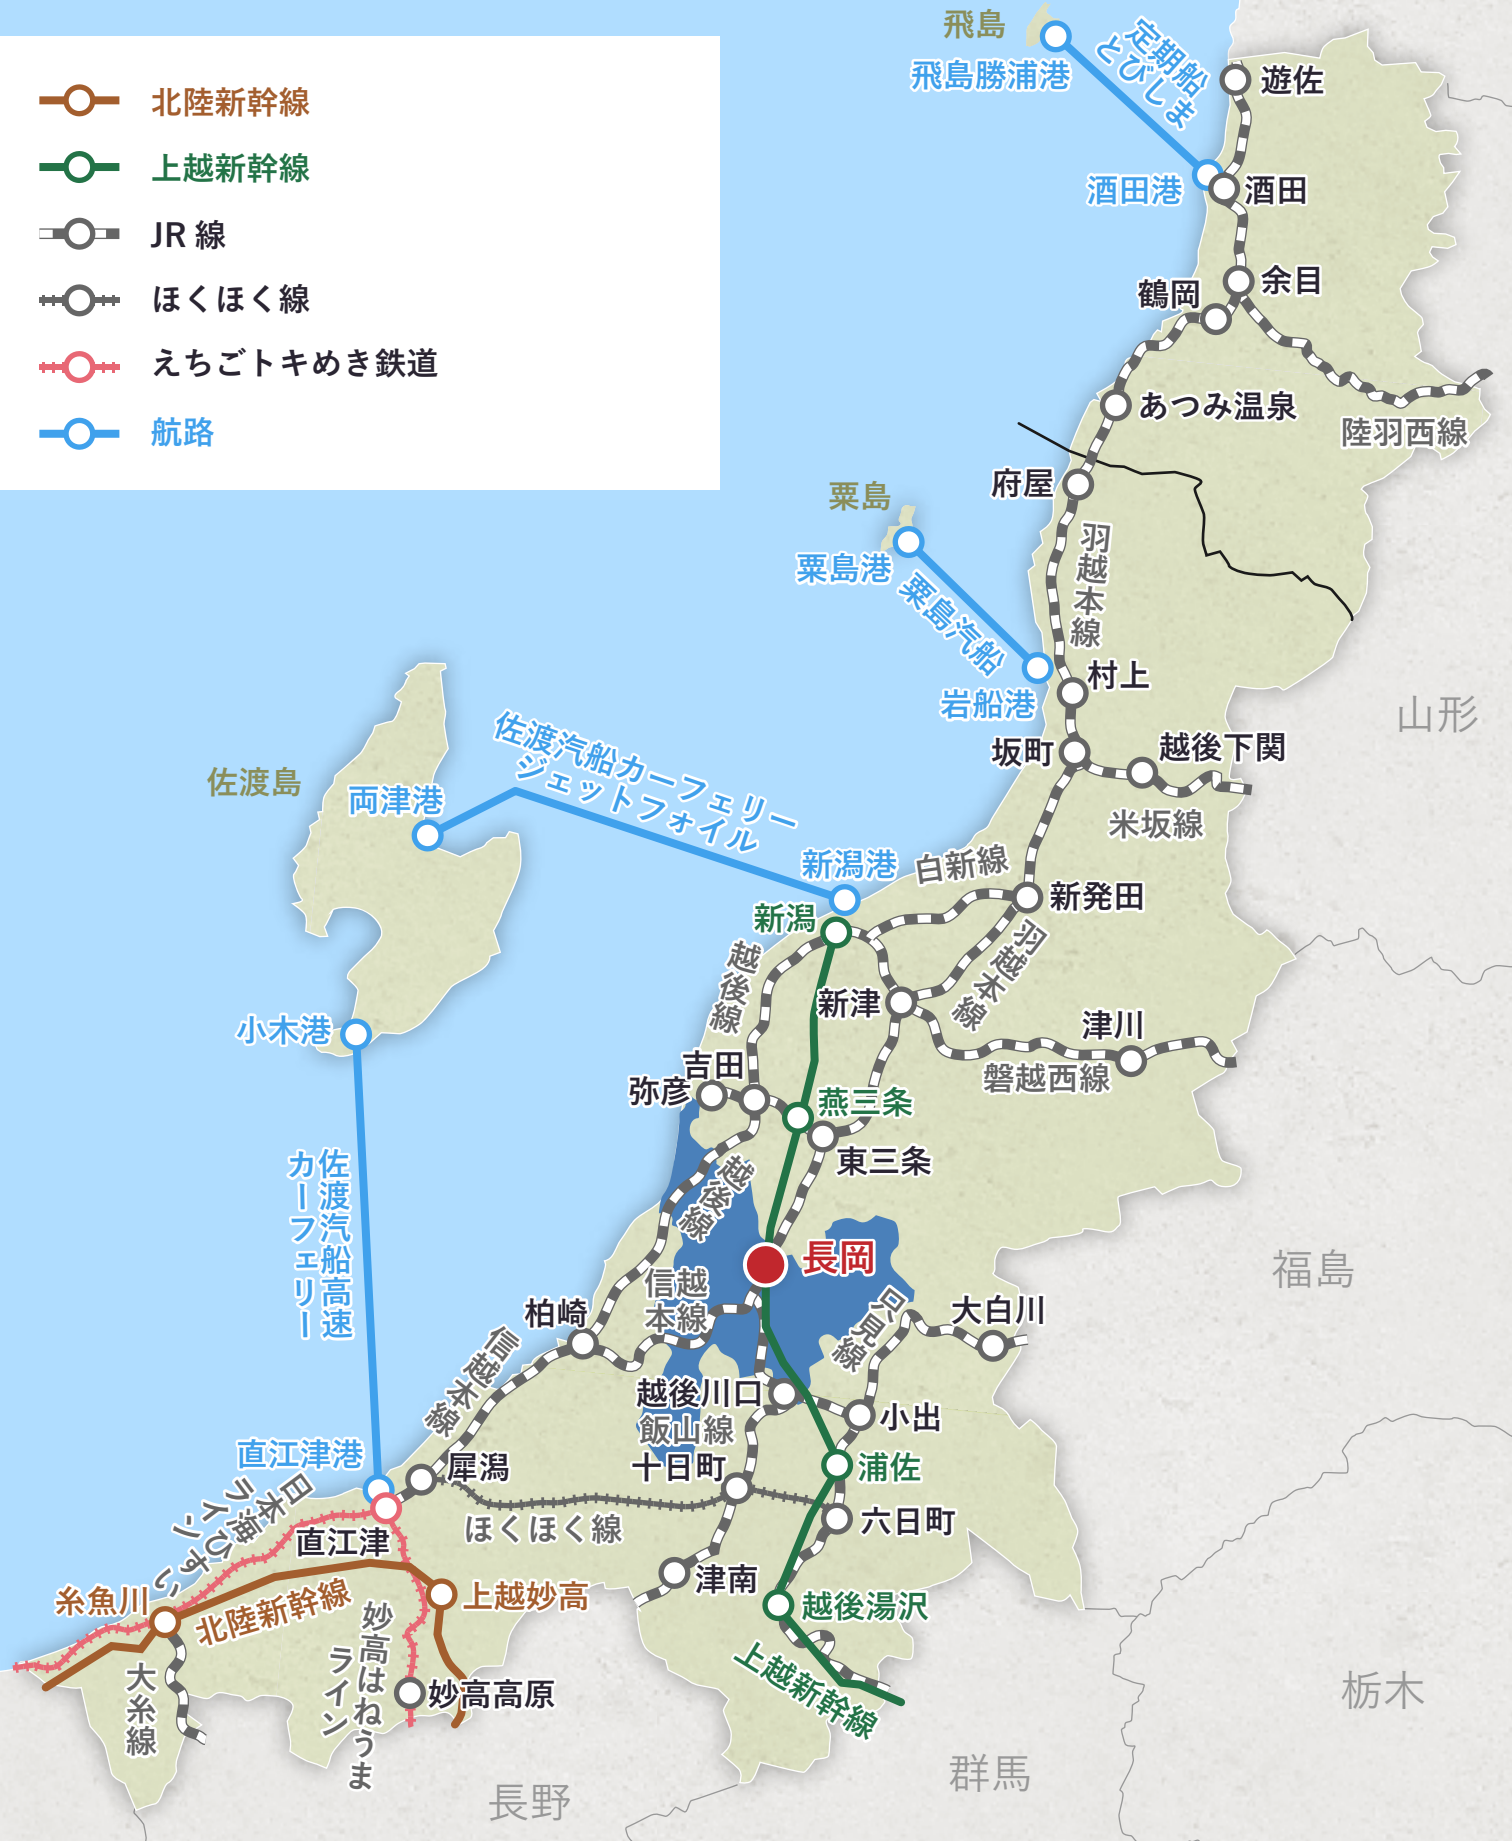 北陸新幹線
上越新幹線
JR 線
ほくほく線
えちごトキめき鉄道
航路
飛島
飛島勝浦港
定期船
とびしま
遊佐
酒田港
酒田
余目
鶴岡
あつみ温泉
陸羽西線
府屋
粟島
粟島港
粟島汽船
羽越本線
岩船港
村上
山形
坂町
越後下関
米坂線
佐渡島
両津港
佐渡汽船カーフェリー
ジェットフォイル
新潟港
白新線
新発田
新潟
羽越本線
越後線
新津
小木港
津川
磐越西線
吉田
弥彦
燕三条
東三条
佐渡汽船高速
カーフェリー
越後線
長岡
福島
信越
本線
只見線
大白川
柏崎
信越本線
越後川口
飯山線
小出
直江津港
犀潟
十日町
浦佐
日本海ひすい
ライン
直江津
ほくほく線
六日町
津南
糸魚川
北陸新幹線
上越妙高
越後湯沢
妙高はねうま
ライン
上越新幹線
大糸線
妙高高原
栃木
群馬
長野